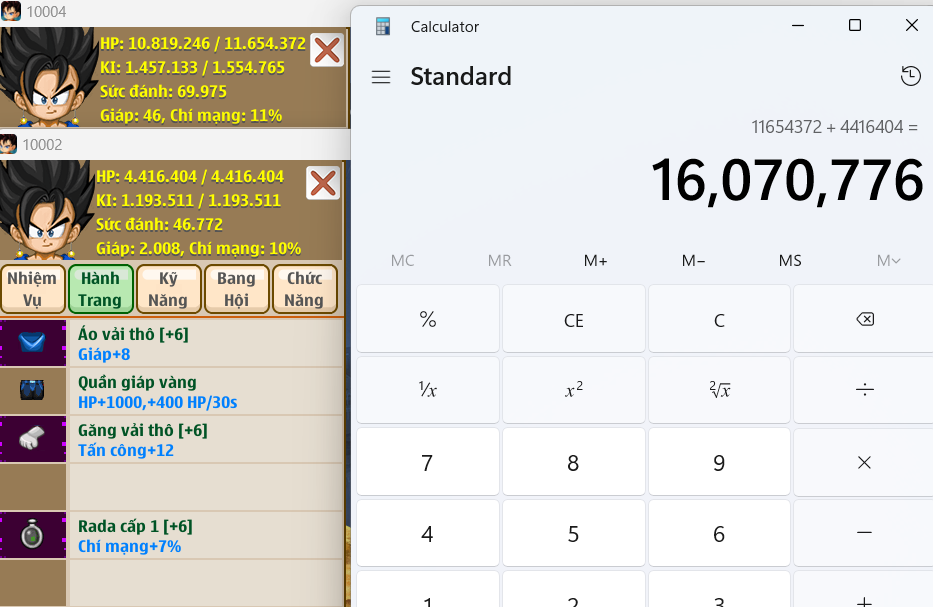 10004
HP: 10.819.246 / 11.654.372
KI: 1.457.133 / 1.554.765
Sức đánh: 69.975
Giáp: 46, Chí mạng: 11%
10002
HP: 4.416.404 / 4.416.404
KI: 1.193.511 / 1.193.511
Sức đánh: 46.772
Giáp: 2.008, Chí mạng: 10%
Nhiệm Vụ
Hành Trang
Kỹ Năng
Bang Hội
Chức Năng
Áo vải thô [+6]
Giáp+8
Quần giáp vàng
HP+1000,+400 HP/30s
Găng vải thô [+6]
Tấn công+12
Rada cấp 1 [+6]
Chí mạng+7%
Calculator
Standard
11654372 + 4416404 =
16,070,776
MC MR M+ M− MS M
% CE C
¹/x x² ²√x ÷
7 8 9 ×
4 5 6 −
1 2 3 +